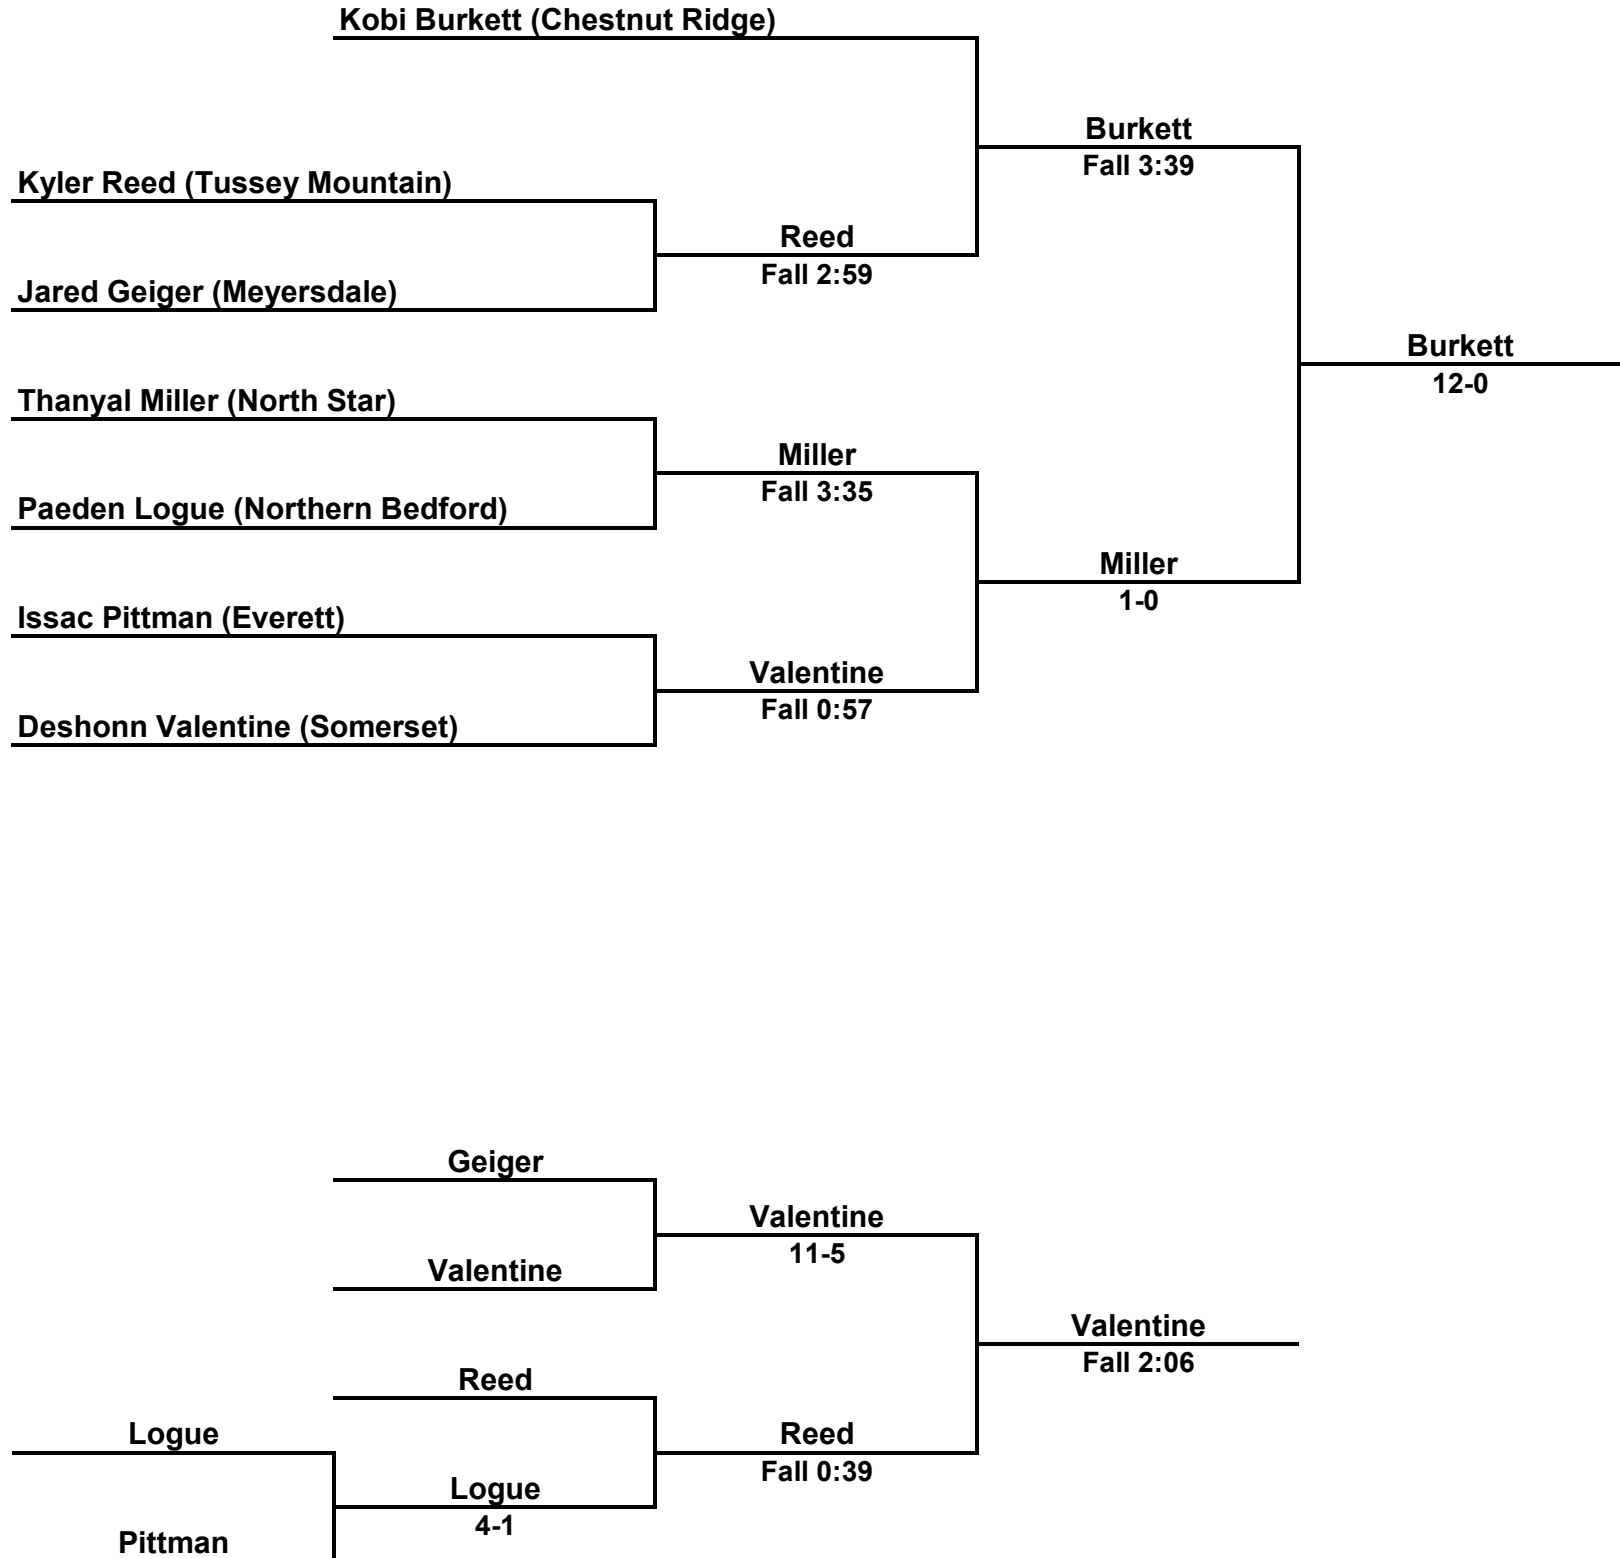 Kobi Burkett (Chestnut Ridge)
Burkett
Fall 3:39
Kyler Reed (Tussey Mountain)
Reed
Fall 2:59
Jared Geiger (Meyersdale)
Burkett
12-0
Thanyal Miller (North Star)
Miller
Fall 3:35
Paeden Logue (Northern Bedford)
Miller
1-0
Issac Pittman (Everett)
Valentine
Fall 0:57
Deshonn Valentine (Somerset)
Geiger
Valentine
11-5
Valentine
Valentine
Fall 2:06
Reed
Logue
Reed
Fall 0:39
Logue
4-1
Pittman